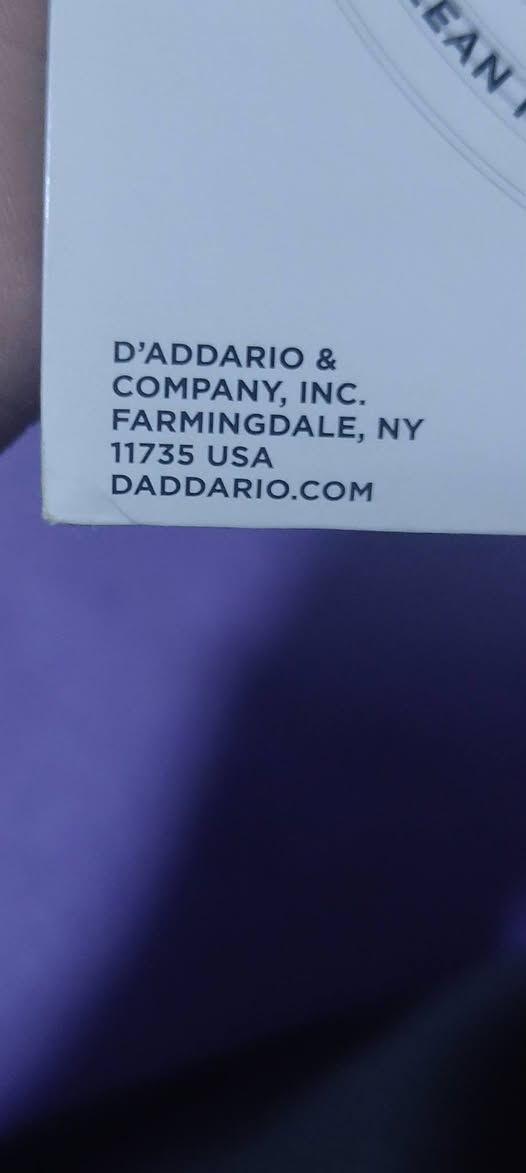 D'ADDARIO &
COMPANY, INC.
FARMINGDALE, NY
11735 USA
DADDARIO.COM